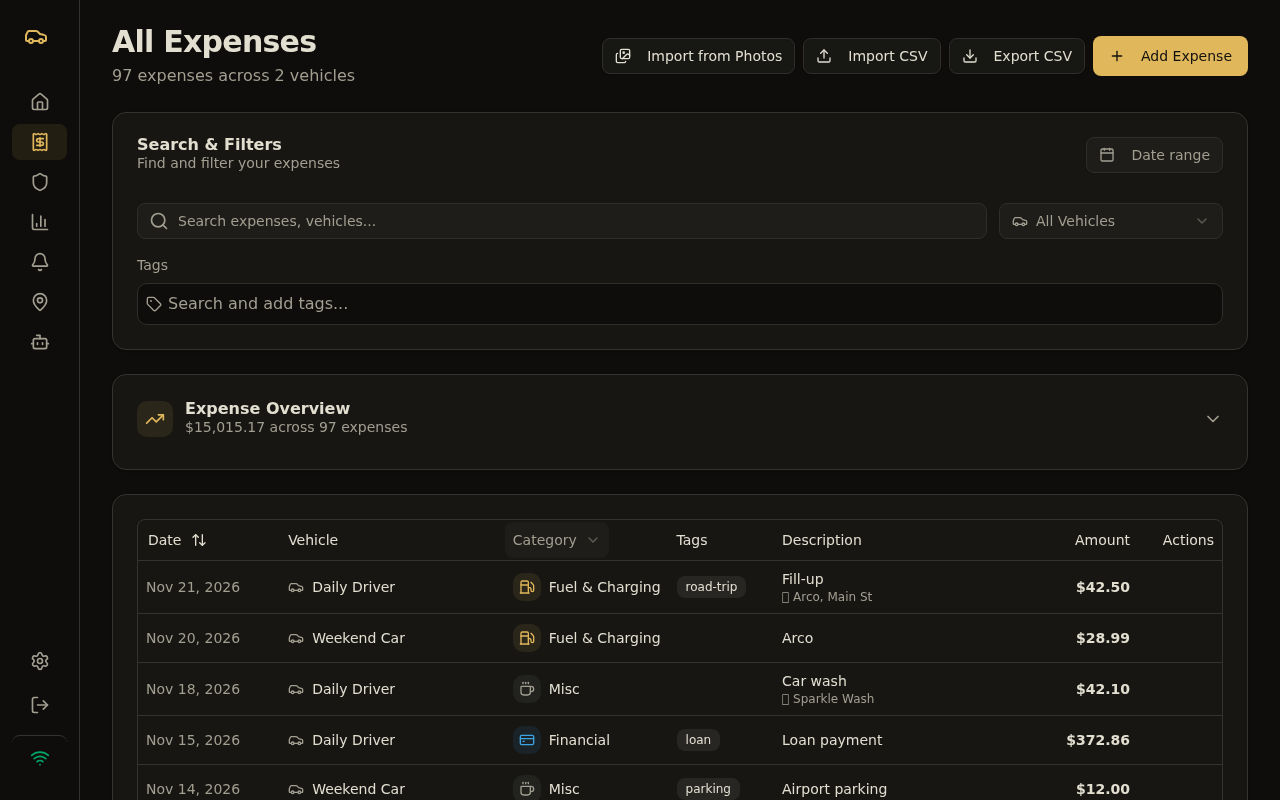 All Expenses
97 expenses across 2 vehicles
Import from Photos
Import CSV
Export CSV
Add Expense
Search & Filters
Find and filter your expenses
Date range
Search expenses, vehicles...
All Vehicles
Tags
Search and add tags...
Expense Overview
$15,015.17 across 97 expenses
Date Vehicle Category Tags Description Amount Actions
Nov 21, 2026 Daily Driver Fuel & Charging road-trip Fill-up $42.50
Arco, Main St
Nov 20, 2026 Weekend Car Fuel & Charging Arco $28.99
Nov 18, 2026 Daily Driver Misc Car wash $42.10
Sparkle Wash
Nov 15, 2026 Daily Driver Financial loan Loan payment $372.86
Nov 14, 2026 Weekend Car Misc parking Airport parking $12.00